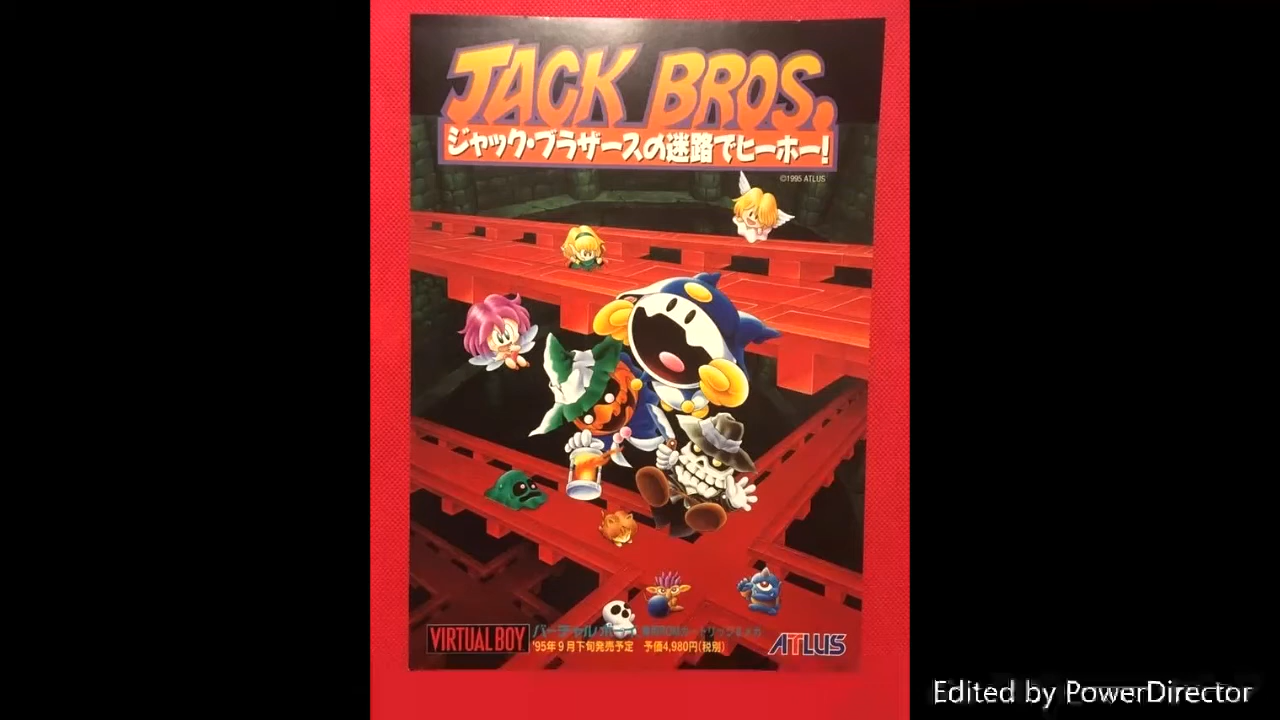 JACK BROS.
ジャック・ブラザースの迷路でヒーホー!
©1995 ATLUS
VIRTUAL BOY
バーチャルボーイ
'95年9月下旬発売予定 予価4,980円(税別)
ATLUS
Edited by PowerDirector